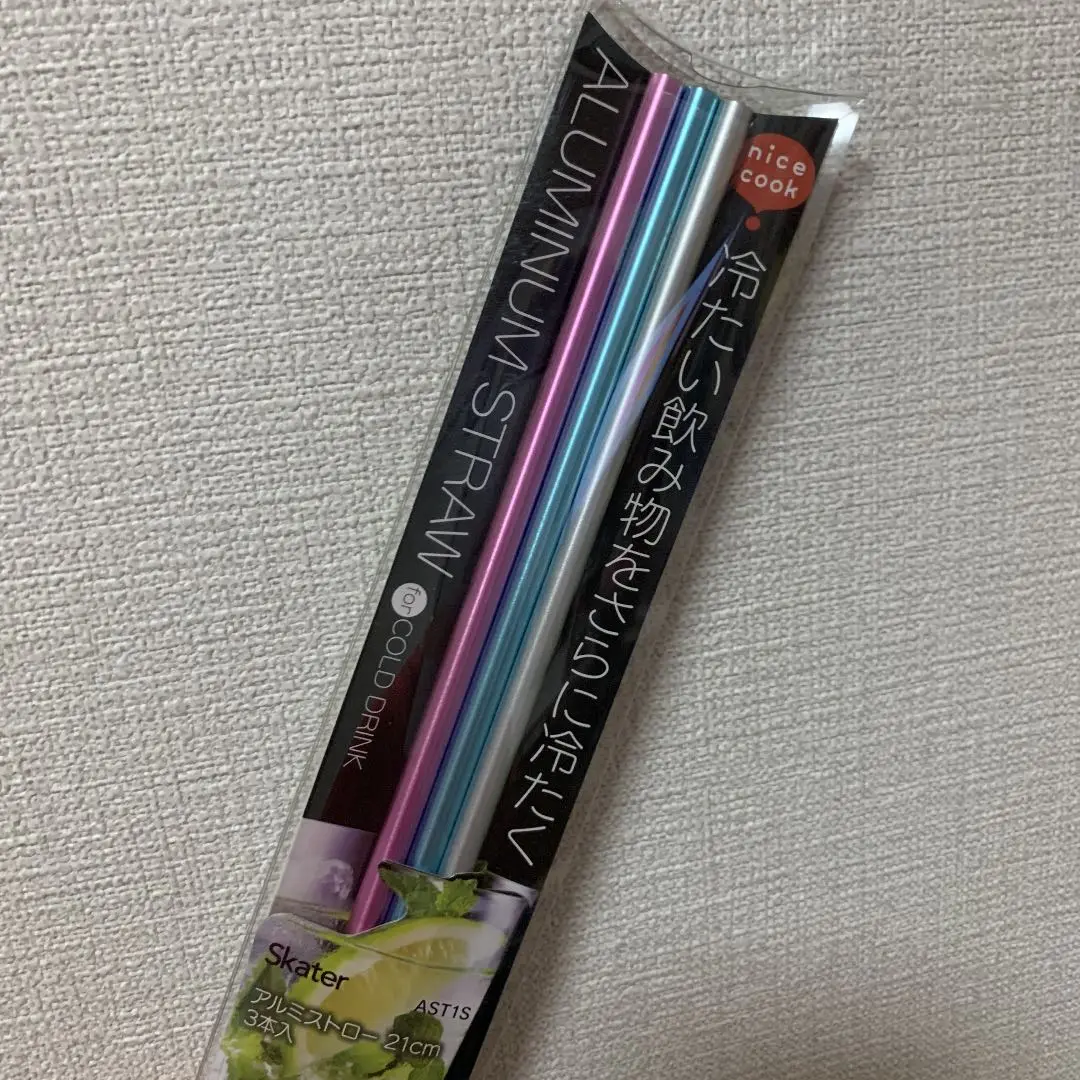 ALUMINUM STRAW
for COLD DRINK
nice
cook
冷たい飲み物をさらに冷たく
Skater
AST1S
アルミストロー 21cm
3本入